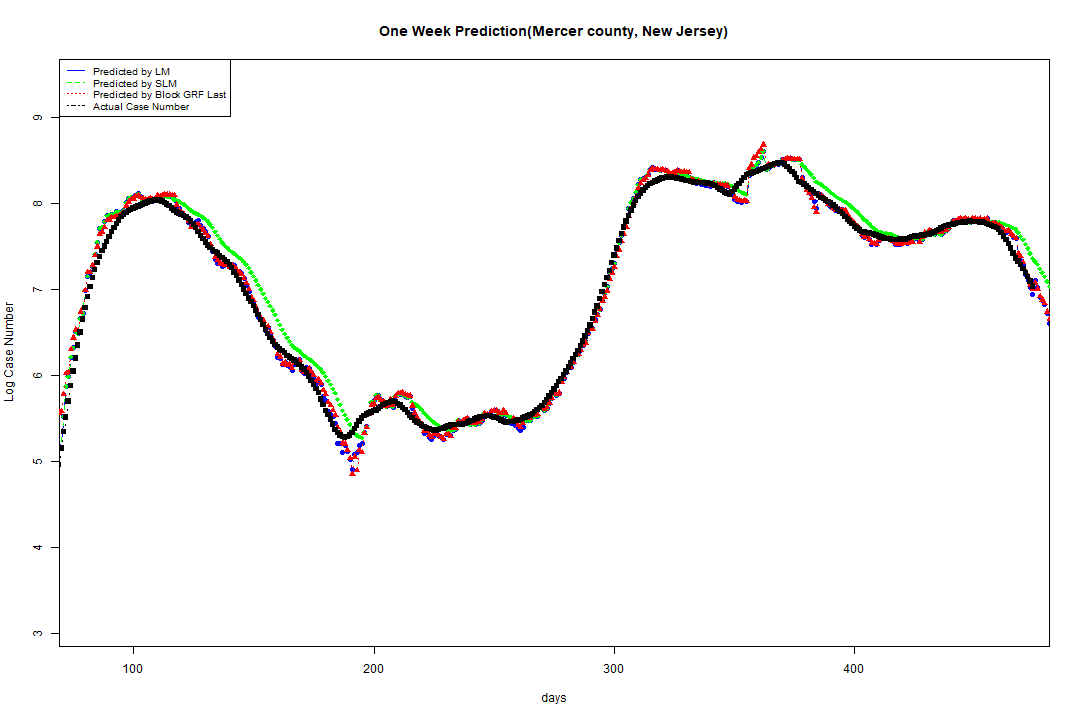 One Week Prediction(Mercer county, New Jersey)
Predicted by LM
Predicted by SLM
Predicted by Block GRF Last
Actual Case Number
9
8
7
6
5
4
3
Log Case Number
100 200 300 400
days